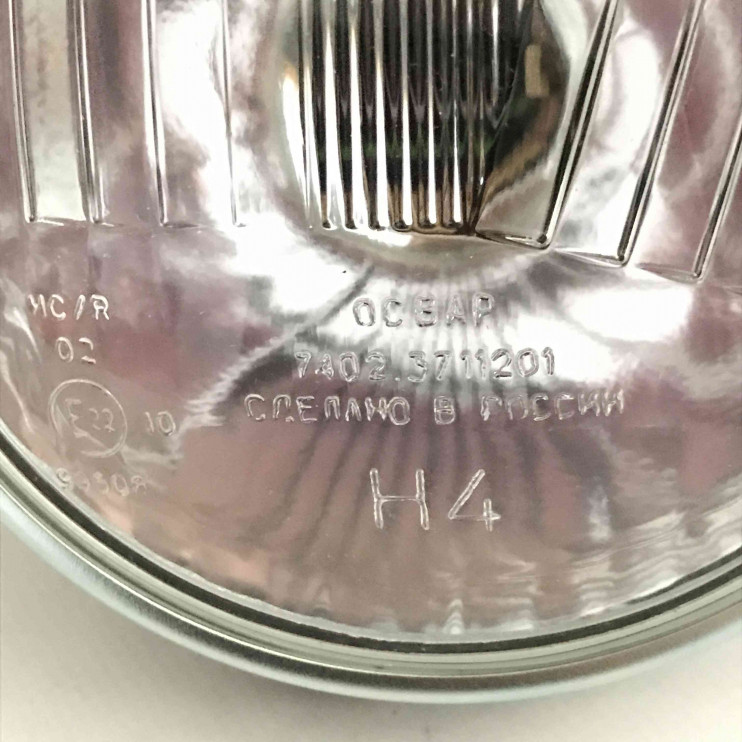 HC/R
02
E22
10
ОСВАР
7402.3711201
СДЕЛАНО В РОССИИ
H4